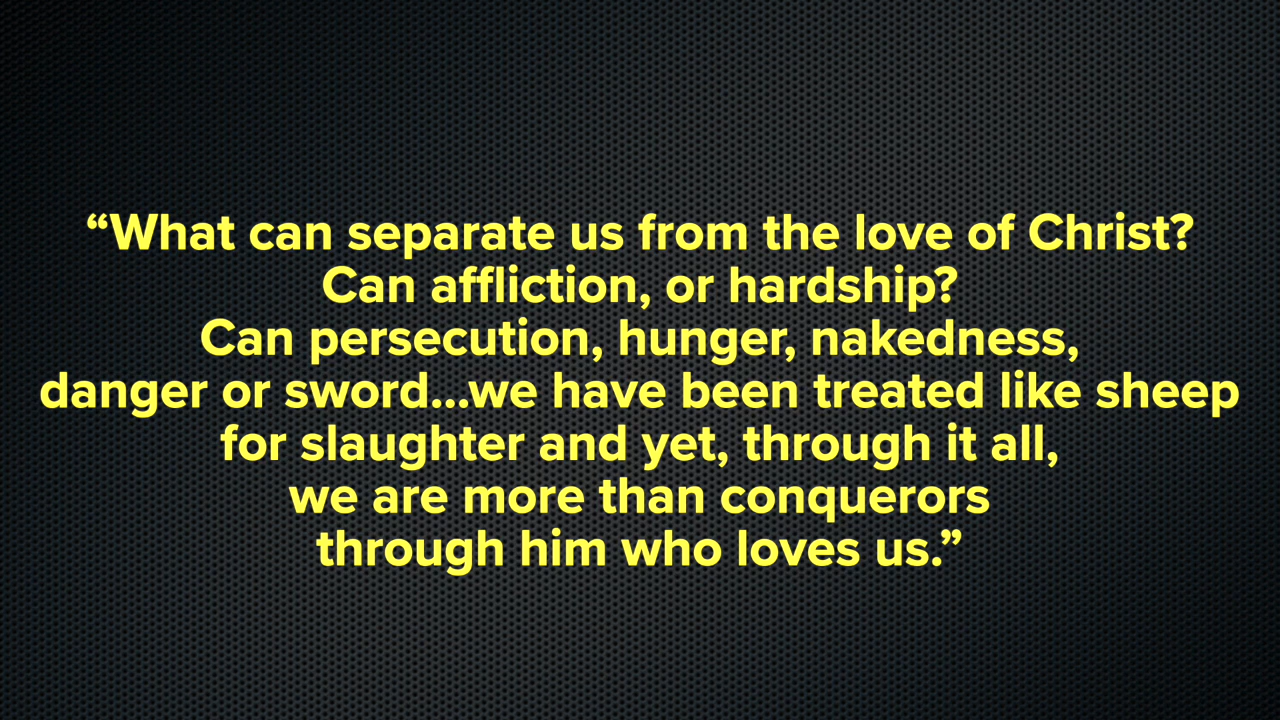 “What can separate us from the love of Christ?
Can affliction, or hardship?
Can persecution, hunger, nakedness,
danger or sword...we have been treated like sheep
for slaughter and yet, through it all,
we are more than conquerors
through him who loves us.”